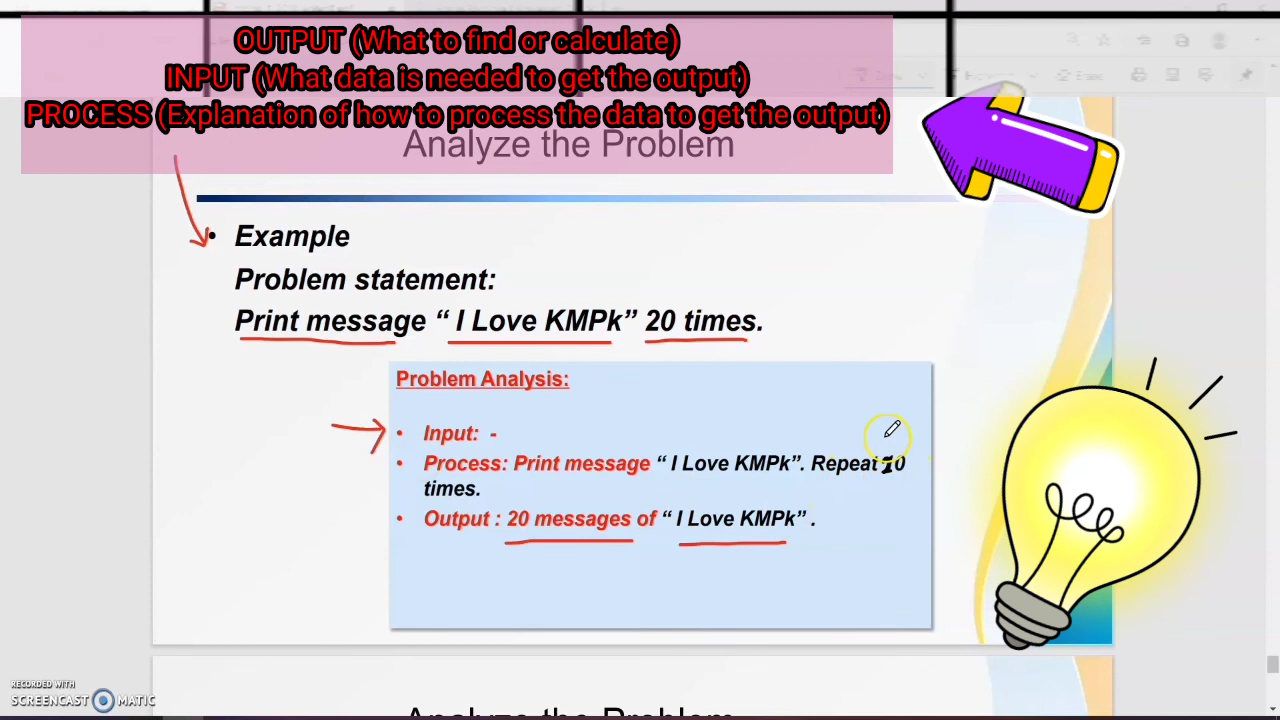 OUTPUT (What to find or calculate)
INPUT (What data is needed to get the output)
PROCESS (Explanation of how to process the data to get the output)
Analyze the Problem
• Example
Problem statement:
Print message “ I Love KMPk” 20 times.
Problem Analysis:
• Input: -
• Process: Print message “ I Love KMPk”. Repeat
times.
• Output : 20 messages of “ I Love KMPk” .
RECORDED WITH
SCREENCAST MATIC
Analyze the Problem